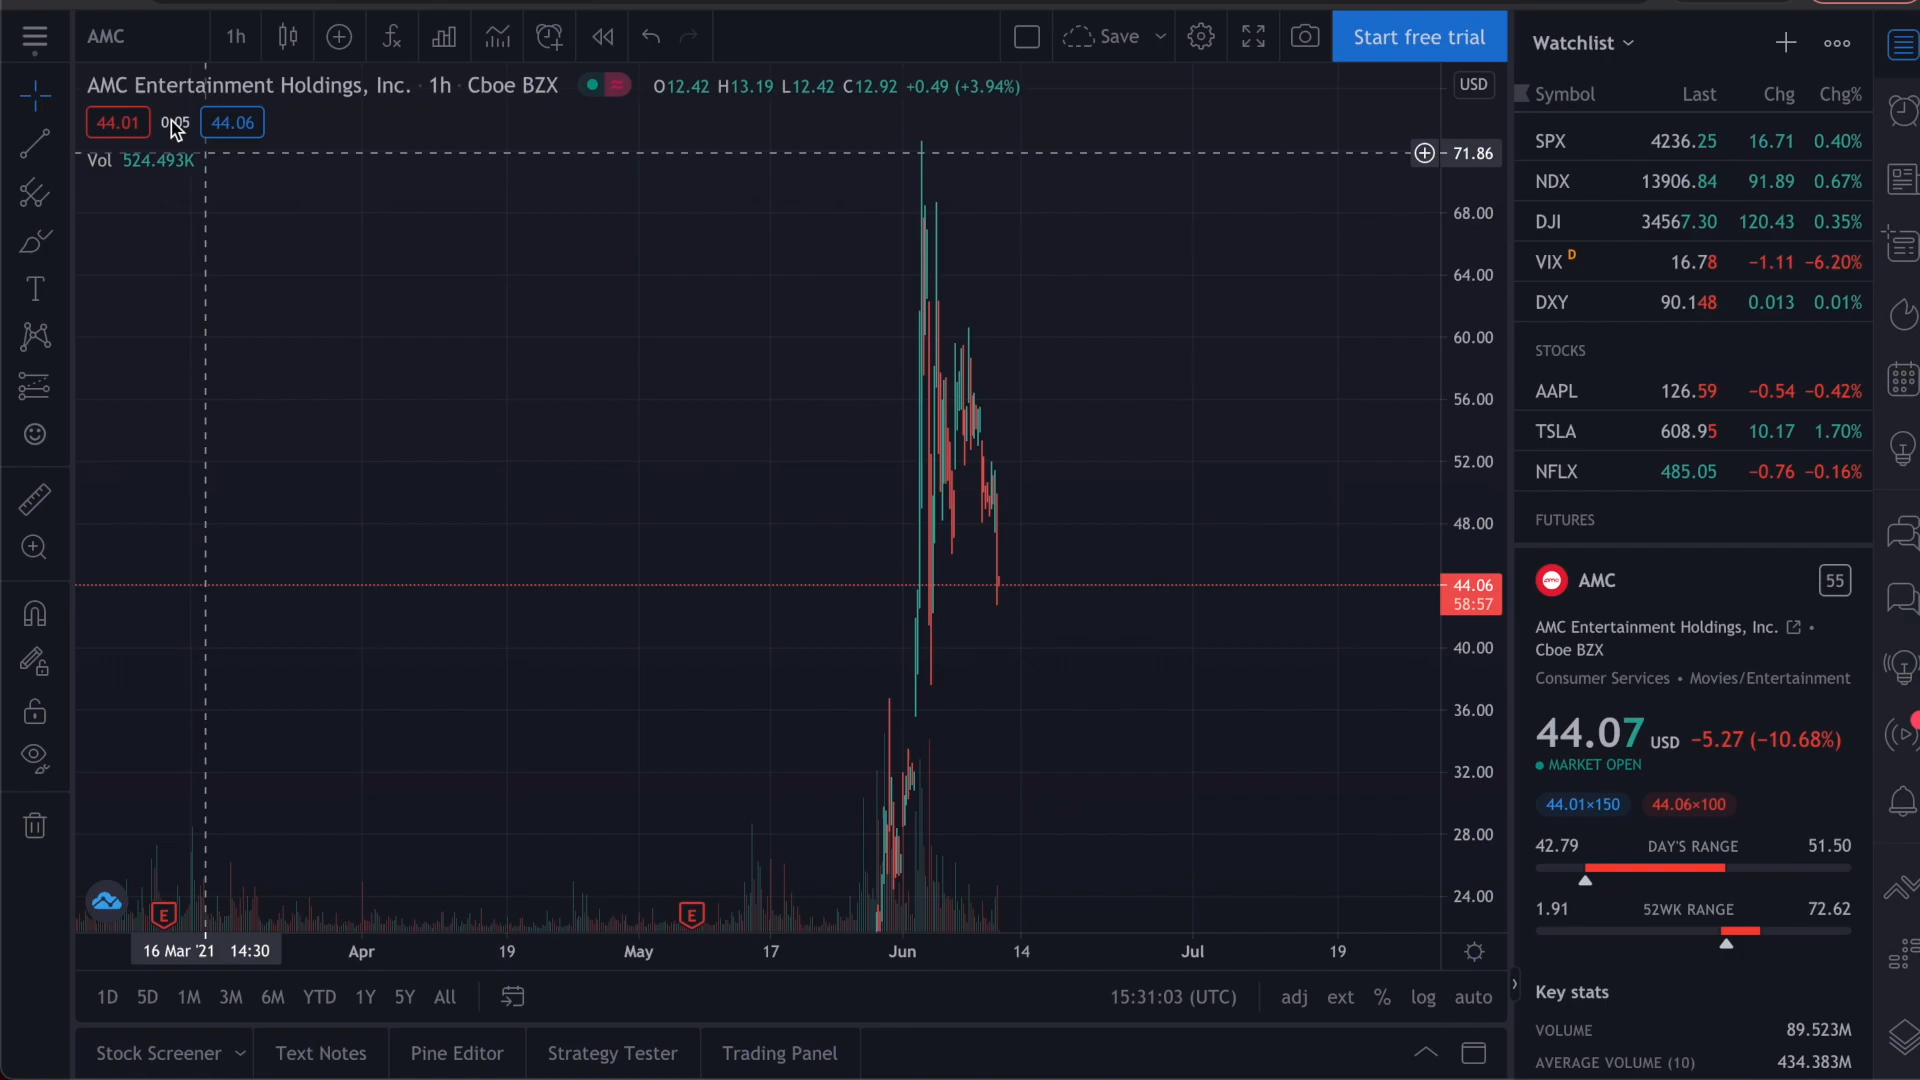 AMC 1h Save Start free trial
AMC Entertainment Holdings, Inc. · 1h · Cboe BZX O12.42 H13.19 L12.42 C12.92 +0.49 (+3.94%) USD
44.01 0.05 44.06
Vol 524.493K
71.86
68.00
64.00
60.00
56.00
52.00
48.00
44.06
58:57
40.00
36.00
32.00
28.00
24.00
E E
16 Mar '21 14:30 Apr 19 May 17 Jun 14 Jul 19
1D 5D 1M 3M 6M YTD 1Y 5Y All 15:31:03 (UTC) adj ext % log auto
Stock Screener Text Notes Pine Editor Strategy Tester Trading Panel
Watchlist
Symbol Last Chg Chg%
SPX 4236.25 16.71 0.40%
NDX 13906.84 91.89 0.67%
DJI 34567.30 120.43 0.35%
VIX D 16.78 −1.11 −6.20%
DXY 90.148 0.013 0.01%
STOCKS
AAPL 126.59 −0.54 −0.42%
TSLA 608.95 10.17 1.70%
NFLX 485.05 −0.76 −0.16%
FUTURES
AMC 55
AMC Entertainment Holdings, Inc. •
Cboe BZX
Consumer Services • Movies/Entertainment
44.07 USD −5.27 (−10.68%)
MARKET OPEN
44.01×150 44.06×100
42.79 DAY'S RANGE 51.50
1.91 52WK RANGE 72.62
Key stats
VOLUME 89.523M
AVERAGE VOLUME (10) 434.383M